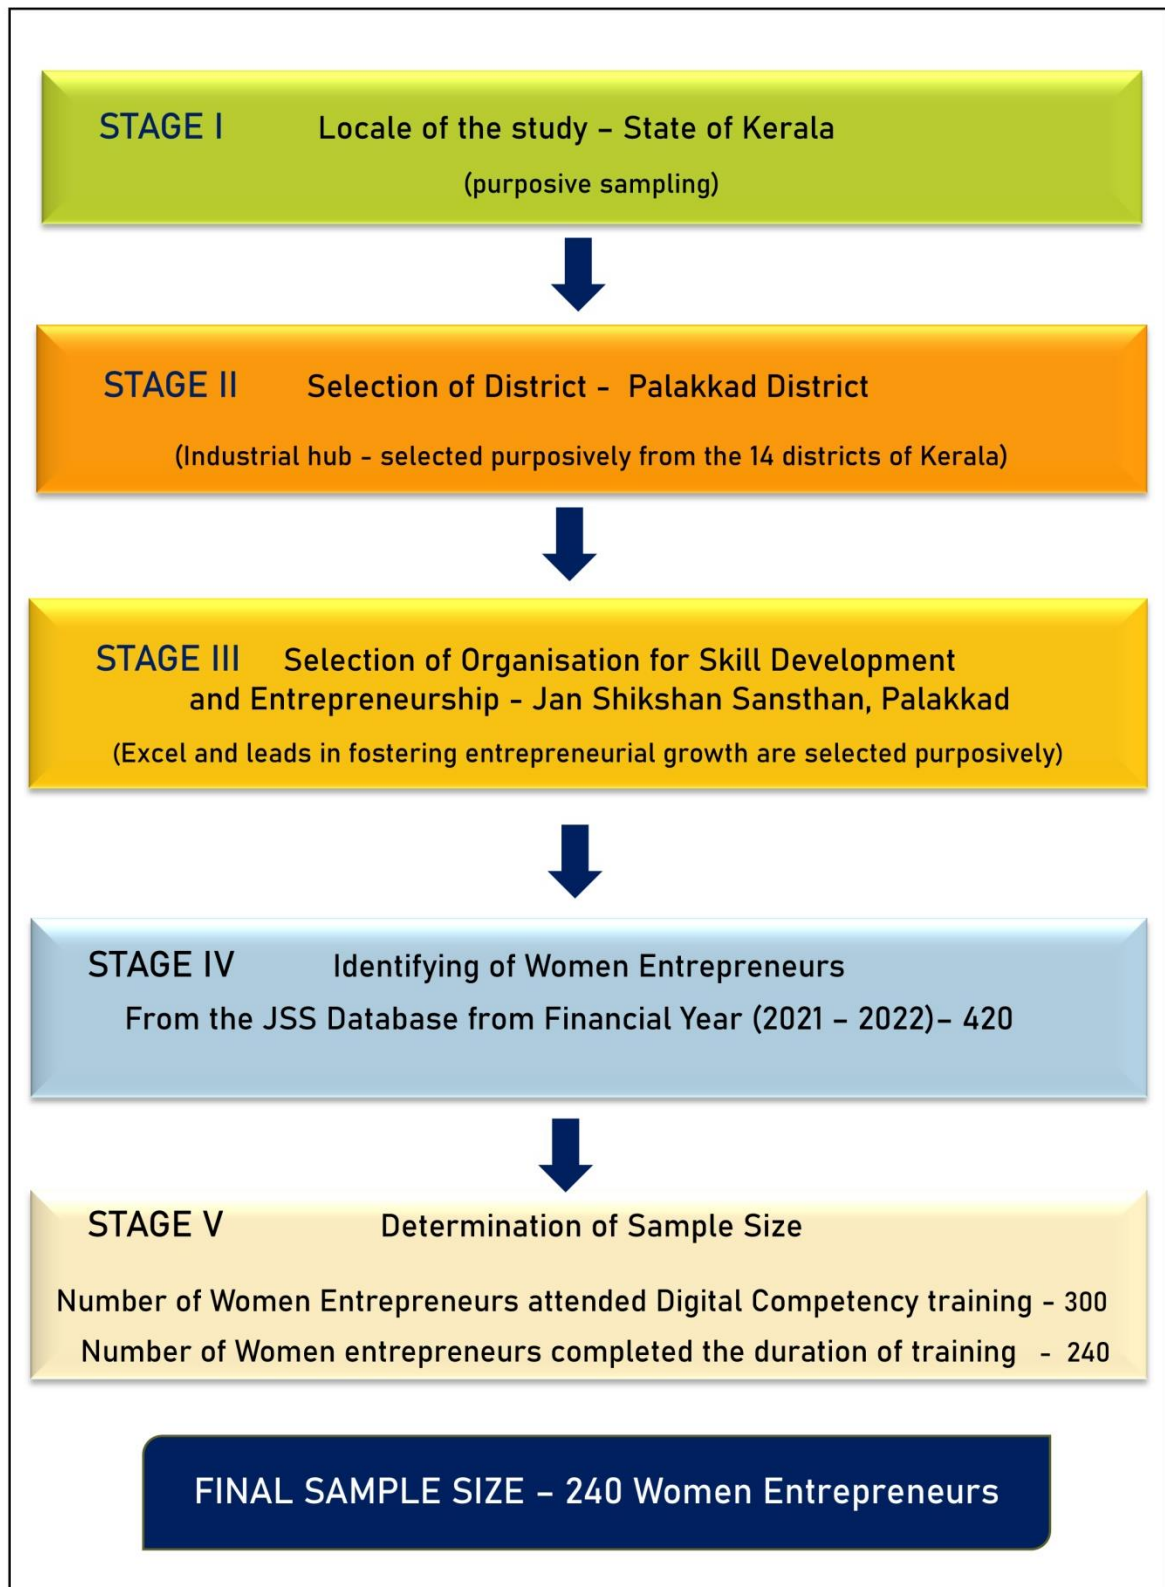 STAGE I Locale of the study – State of Kerala
(purposive sampling)
STAGE II Selection of District - Palakkad District
(Industrial hub - selected purposively from the 14 districts of Kerala)
STAGE III Selection of Organisation for Skill Development
and Entrepreneurship - Jan Shikshan Sansthan, Palakkad
(Excel and leads in fostering entrepreneurial growth are selected purposively)
STAGE IV Identifying of Women Entrepreneurs
From the JSS Database from Financial Year (2021 – 2022)– 420
STAGE V Determination of Sample Size
Number of Women Entrepreneurs attended Digital Competency training - 300
Number of Women entrepreneurs completed the duration of training - 240
FINAL SAMPLE SIZE – 240 Women Entrepreneurs